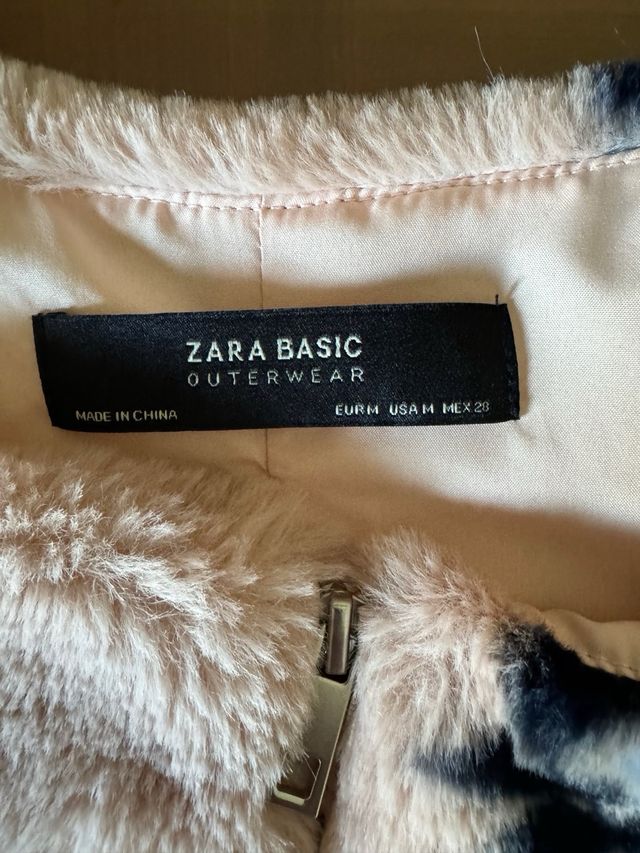 ZARA BASIC
OUTERWEAR
MADE IN CHINA
EUR M USA M MEX 28